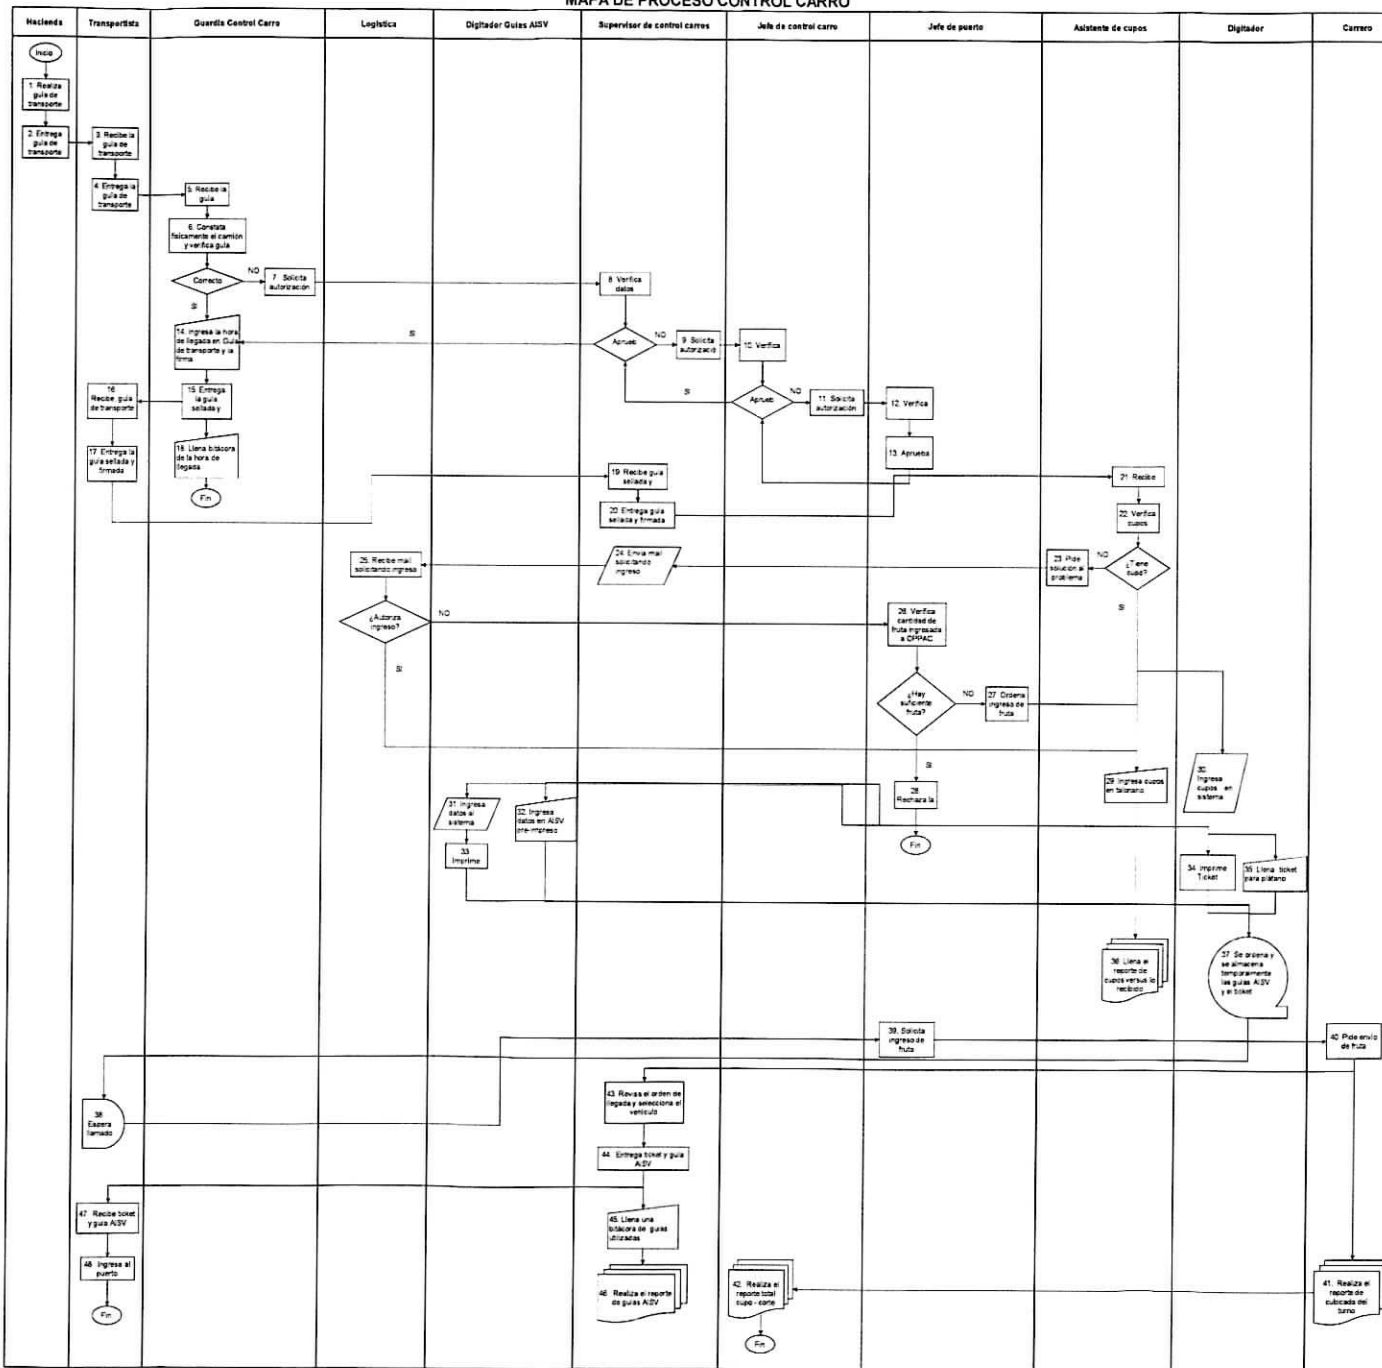 MAPA DE PROCESO CONTROL CARRO
Hacienda
Transportista
Guardia Control Carro
Logística
Digitador Guías AISV
Supervisor de control carros
Jefe de control carro
Jefe de puerto
Asistente de cupos
Digitador
Carrero
Inicio
1. Realiza
guía de
transporte
2. Entrega
guía de
transporte
3. Recibe la
guía de
transporte
4. Entrega la
guía de
transporte
5. Recibe la
guía
6. Constata
físicamente el camión
y verifica guía
Correcto
NO
7. Solicita
autorización
8. Verifica
datos
SI
14. Ingresa la hora
de llegada en Guía
de transporte y la
firma
SI
Aprueb
NO
9. Solicita
autorizació
10. Verifica
16.
Recibe guía
de transporte
15. Entrega
la guía
sellada y
SI
Aprueb
NO
11. Solicita
autorización
12. Verifica
17. Entrega la
guía sellada y
firmada
18. Llena bitácora
de la hora de
llegada
13. Aprueba
Fin
19. Recibe guía
sellada y
21. Recibe
20. Entrega guía
sellada y firmada
22. Verifica
cupos
25. Recibe mail
solicitando ingreso
24. Envia mail
solicitando
ingreso
23. Pide
solución al
problema
NO
¿Tiene
cupo?
SI
¿Autoriza
ingreso?
NO
26. Verifica
cantidad de
fruta ingresada
a CPPAC
SI
¿Hay
suficiente
fruta?
NO
27. Ordena
ingreso de
fruta
SI
28.
Rechaza la
29. Ingresa cupos
en talonario
30.
Ingresa
cupos en
sistema
31. Ingresa
datos al
sistema
32. Ingresa
datos en AISV
pre-impreso
33.
Imprime
Fin
34. Imprime
Ticket
35. Llena ticket
para plátano
36. Llena el
reporte de
cupos versus lo
recibido
37. Se ordena y
se almacena
temporalmente
las guías AISV
y el ticket
39. Solicita
ingreso de
fruta
40. Pide envío
de fruta
38.
Espera
llamado
43. Revisa el orden de
llegada y selecciona el
vehículo
44. Entrega ticket y guía
AISV
47. Recibe ticket
y guía AISV
45. Llena una
bitácora de guías
utilizadas
48. Ingresa al
puerto
46. Realiza el reporte
de guías AISV
42. Realiza el
reporte total
cupo - corte
41. Realiza el
reporte de
culocada del
turno
Fin
Fin